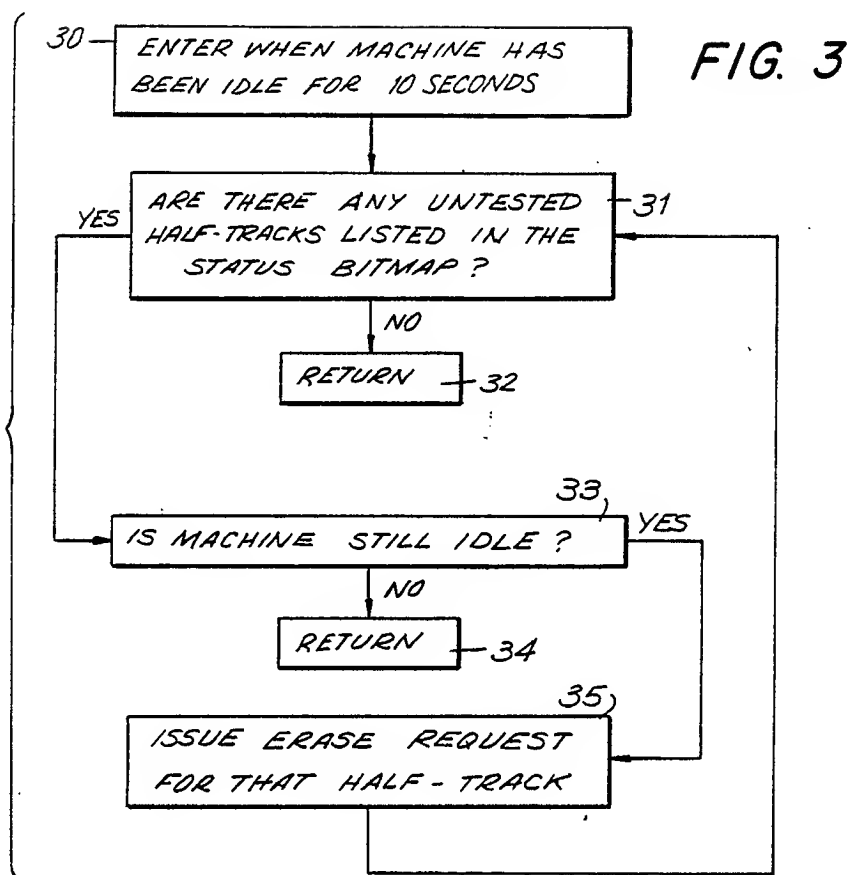 FIG. 3
30
ENTER WHEN MACHINE HAS
BEEN IDLE FOR 10 SECONDS
ARE THERE ANY UNTESTED
HALF-TRACKS LISTED IN THE
STATUS BITMAP?
31
YES
NO
RETURN
32
33
IS MACHINE STILL IDLE?
YES
NO
RETURN
34
35
ISSUE ERASE REQUEST
FOR THAT HALF-TRACK